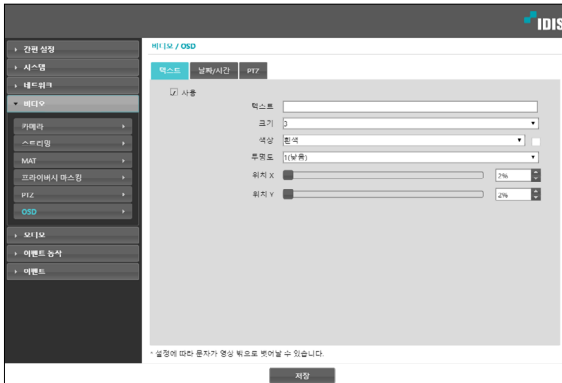 IDIS
비디오 / OSD
간편 설정
시스템
네트워크
비디오
카메라
스트리밍
MAT
프라이버시 마스킹
PTZ
OSD
오디오
이벤트 동작
이벤트
텍스트 날짜/시간 PTZ
사용
텍스트
크기 3
색상 흰색
투명도 1(낮음)
위치 X 2%
위치 Y 2%
* 설정에 따라 문자가 영상 밖으로 벗어날 수 있습니다.
저장